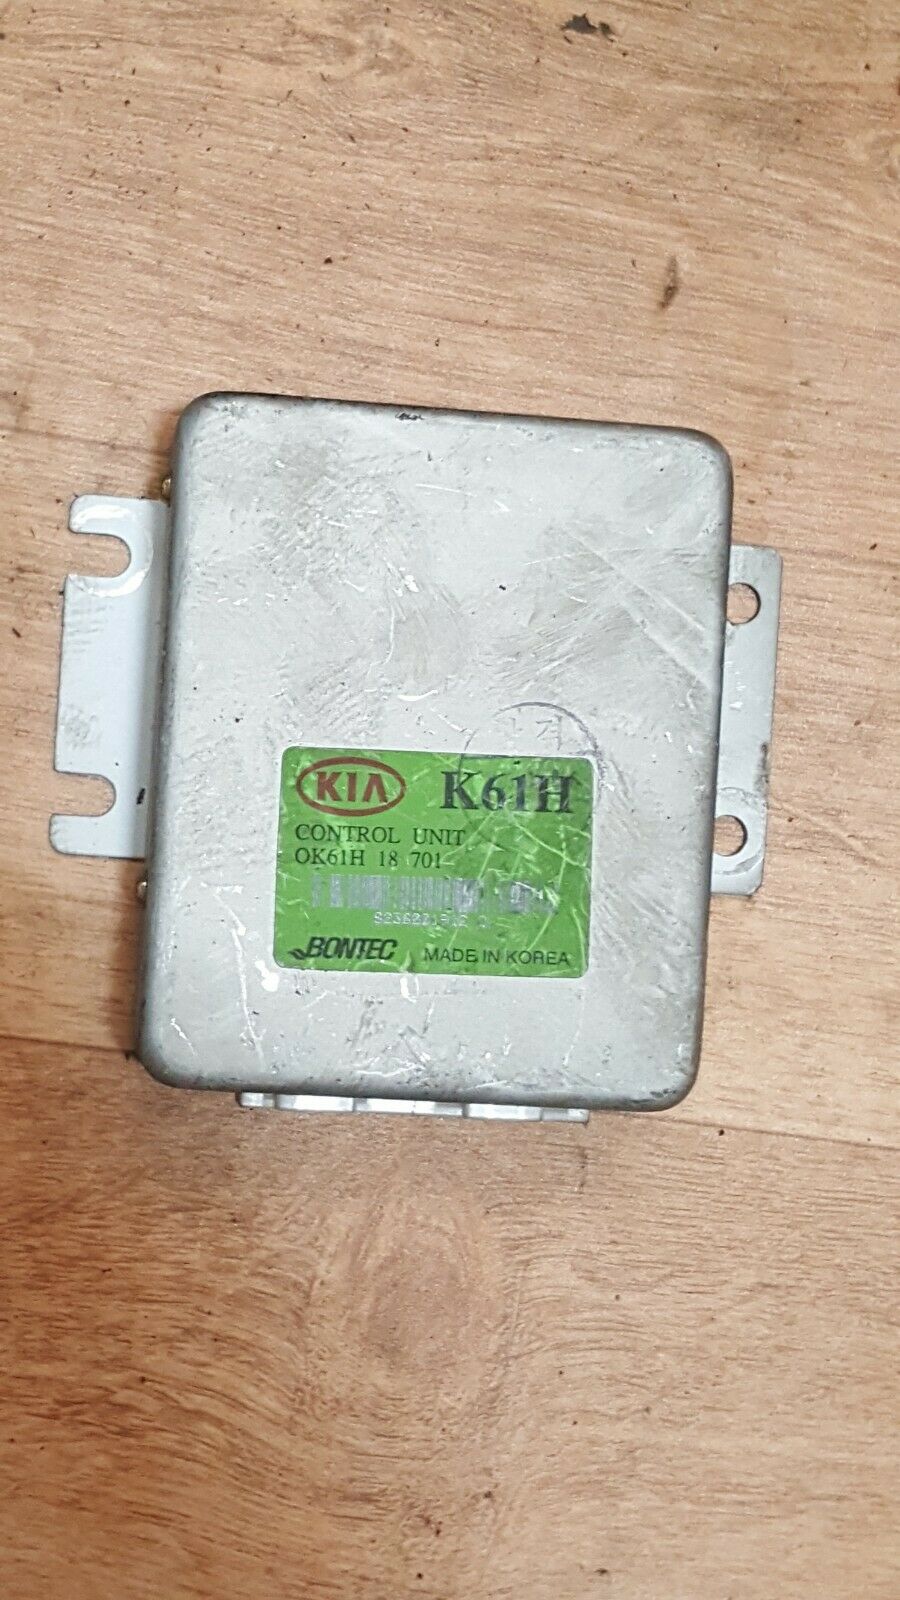 KIA K61H
CONTROL UNIT
OK61H 18 701
BONTEC MADE IN KOREA